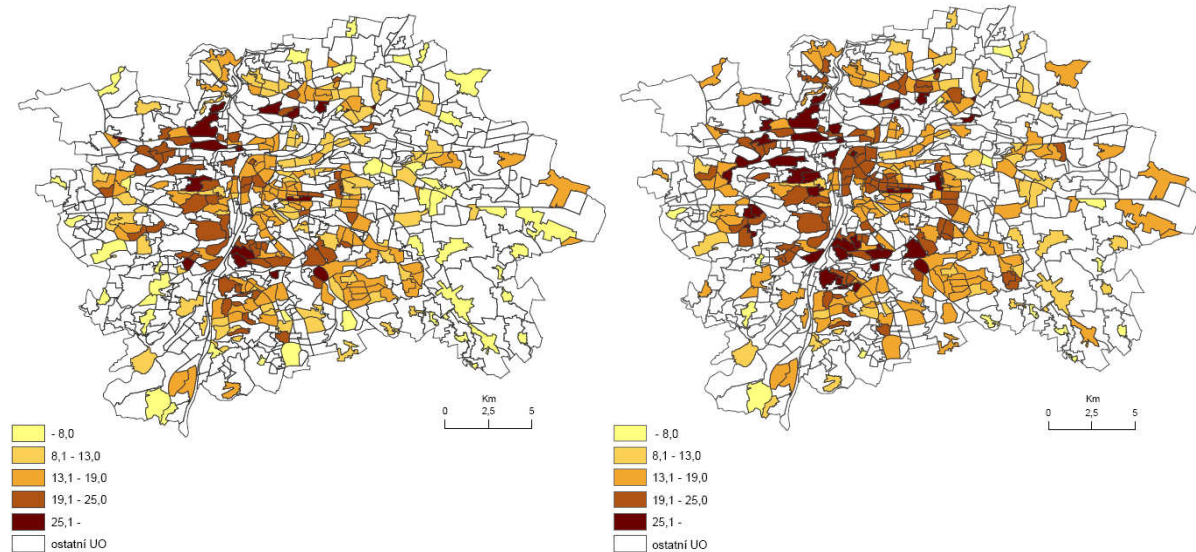 Km
0 2,5 5
- 8,0
8,1 - 13,0
13,1 - 19,0
19,1 - 25,0
25,1 -
ostatní UO
Km
0 2,5 5
- 8,0
8,1 - 13,0
13,1 - 19,0
19,1 - 25,0
25,1 -
ostatní UO